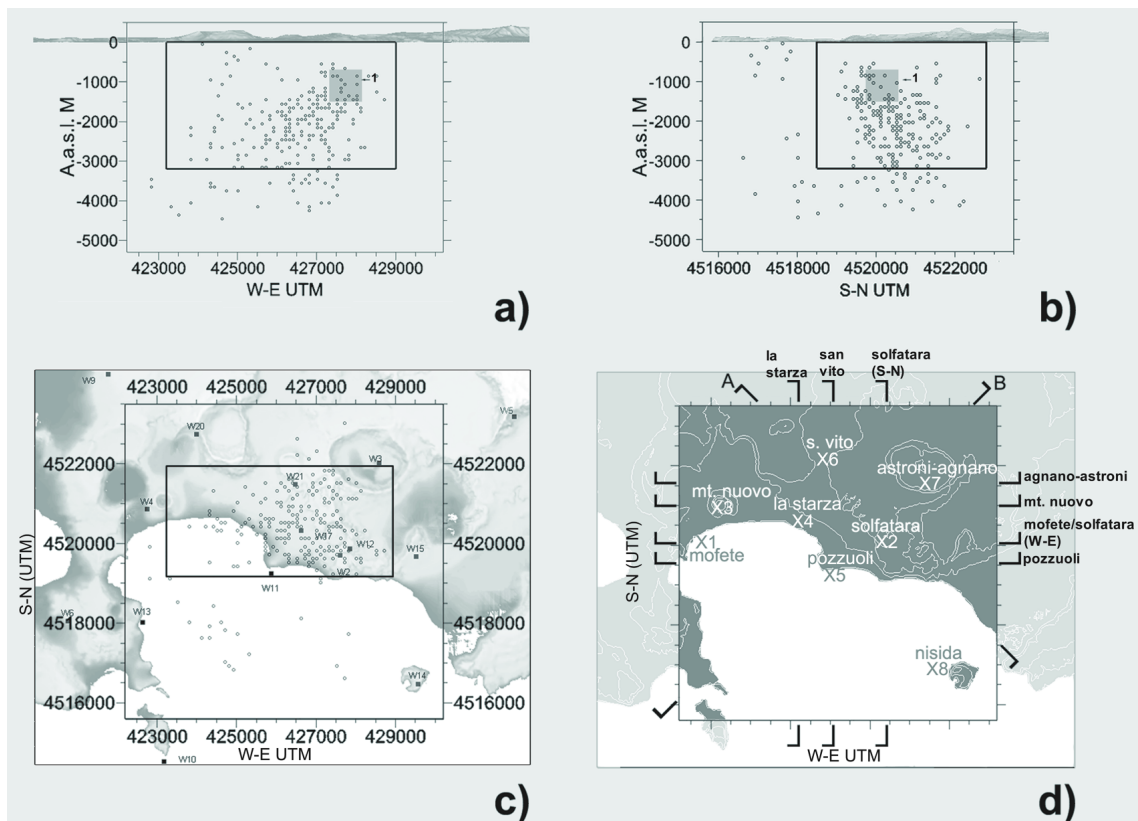 0
-1000
-2000
-3000
-4000
-5000
A.a.s.l. M
1
423000 425000 427000 429000
W-E UTM
a)
0
-1000
-2000
-3000
-4000
-5000
A.a.s.l. M
1
4516000 4518000 4520000 4522000
S-N UTM
b)
423000 425000 427000 429000
W9
W5
W20
4522000
W3
4522000
W21
W4
4520000
W17
W12
W15
4520000
W2
W11
S-N (UTM)
W6
W13
4518000
4518000
W14
4516000
4516000
423000 425000 427000 429000
W-E UTM
W10
c)
la
starza
san
vito
solfatara
(S-N)
A
B
s. vito
X6
astroni-agnano
X7
agnano-astroni
mt. nuovo
X3
mt. nuovo
la starza
X4
solfatara
X2
mofete/solfatara
(W-E)
X1
mofete
pozzuoli
X5
pozzuoli
S-N (UTM)
nisida
X8
W-E UTM
d)